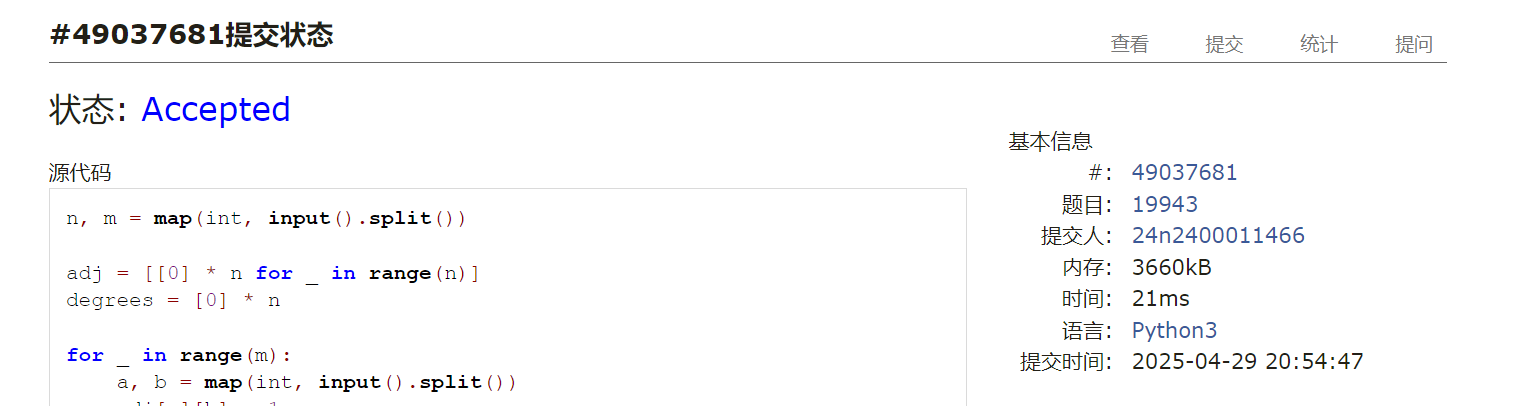 #49037681提交状态
查看 提交 统计 提问
状态: Accepted
源代码
n, m = map(int, input().split())
adj = [[0] * n for _ in range(n)]
degrees = [0] * n
for _ in range(m):
    a, b = map(int, input().split())
基本信息
#: 49037681
题目: 19943
提交人: 24n2400011466
内存: 3660kB
时间: 21ms
语言: Python3
提交时间: 2025-04-29 20:54:47